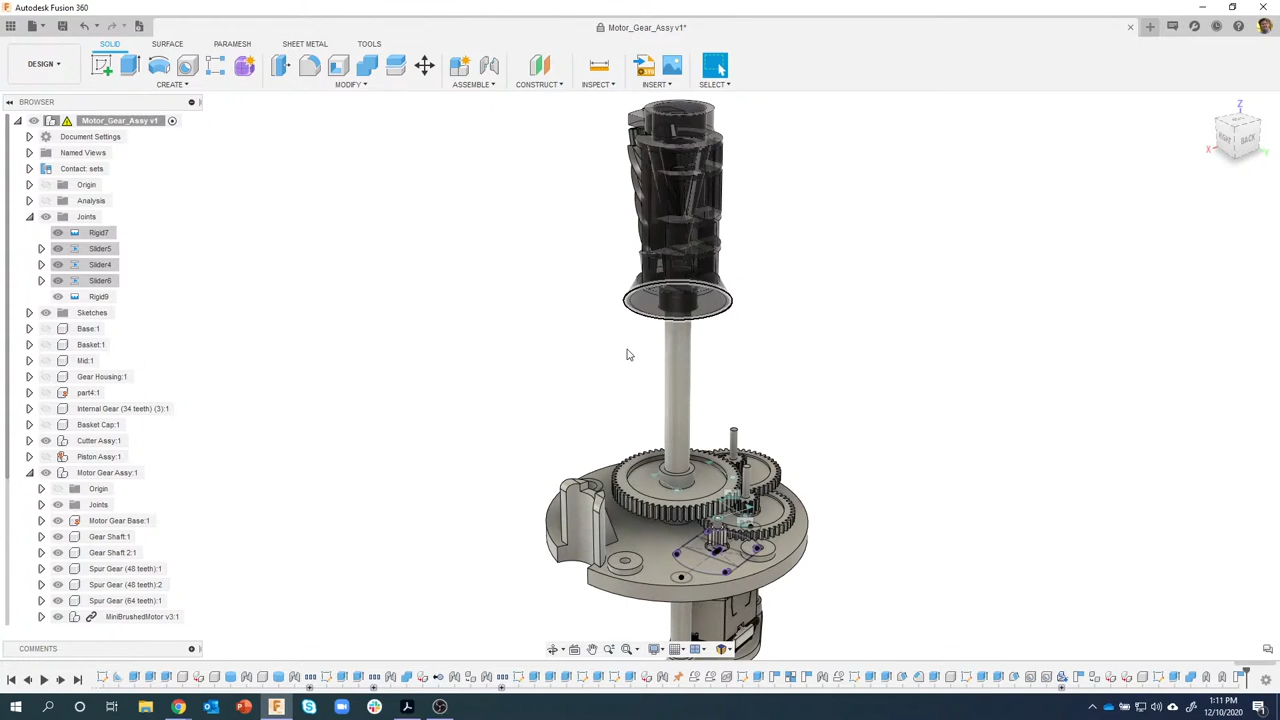 Autodesk Fusion 360
Motor_Gear_Assy v1*
SOLID SURFACE PARAMESH SHEET METAL TOOLS
DESIGN
CREATE MODIFY ASSEMBLE CONSTRUCT INSPECT INSERT SELECT
BROWSER
Motor_Gear_Assy v1
Document Settings
Named Views
Contact: sets
Origin
Analysis
Joints
Rigid7
Slider5
Slider4
Slider6
Rigid9
Sketches
Base:1
Basket:1
Mid:1
Gear Housing:1
part4:1
Internal Gear (34 teeth) (3):1
Basket Cap:1
Cutter Assy:1
Piston Assy:1
Motor Gear Assy:1
Origin
Joints
Motor Gear Base:1
Gear Shaft:1
Gear Shaft 2:1
Spur Gear (48 teeth):1
Spur Gear (48 teeth):2
Spur Gear (64 teeth):1
MiniBrushedMotor v3:1
COMMENTS
Z
RIGHT BACK
X
Y
1:11 PM
12/10/2020